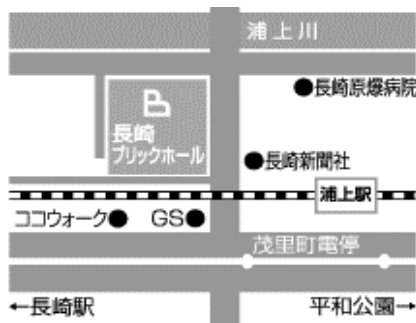 浦上川
●長崎原爆病院
B
長崎
ブリックホール
●長崎新聞社
浦上駅
ココウォーク●
GS●
茂里町電停
←長崎駅
平和公園→